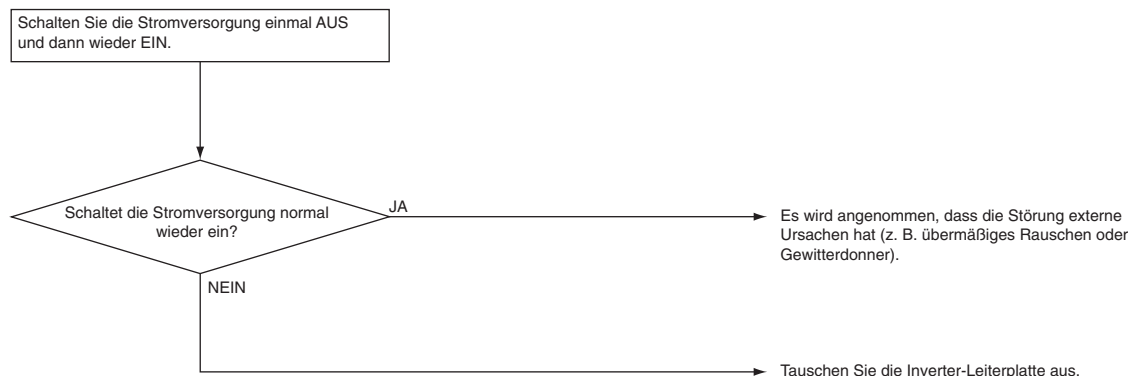 Schalten Sie die Stromversorgung einmal AUS
und dann wieder EIN.
Schaltet die Stromversorgung normal
wieder ein?
JA
Es wird angenommen, dass die Störung externe
Ursachen hat (z. B. übermäßiges Rauschen oder
Gewitterdonner).
NEIN
Tauschen Sie die Inverter-Leiterplatte aus.